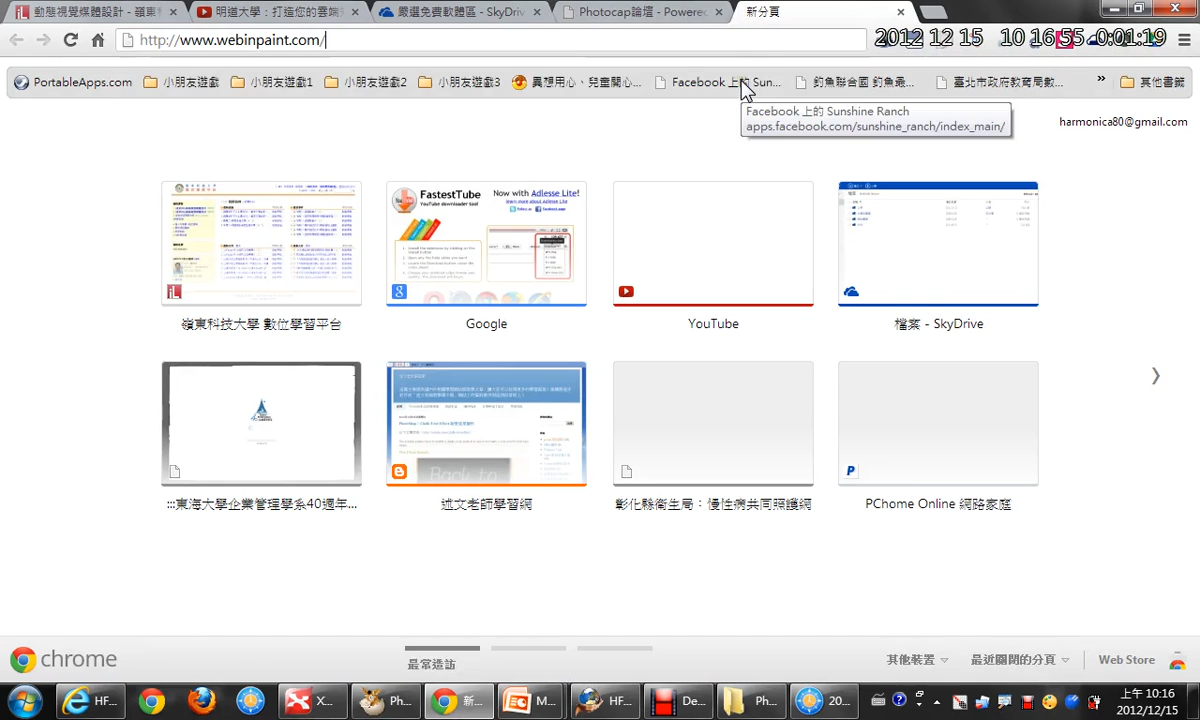 動態視覺媒體設計 - 嶺東
明道大學：打造您的雲端
嚴選免費軟體區 - SkyDriv
Photocap論壇 - Powered
新分頁
http://www.webinpaint.com/
2012 12 15 10 16 55 0:01:19
PortableApps.com
小朋友遊戲
小朋友遊戲1
小朋友遊戲2
小朋友遊戲3
異想用心、兒童開心...
Facebook 上的 Sun...
釣魚聯合國 釣魚最...
臺北市政府教育局數...
其他書籤
Facebook 上的 Sunshine Ranch
apps.facebook.com/sunshine_ranch/index_main/
harmonica80@gmail.com
FastestTube
YouTube downloader tool
Now with Adlesse Lite!
嶺東科技大學 數位學習平台
Google
YouTube
檔案 - SkyDrive
Back to
:::東海大學企業管理學系40週年...
述文老師學習網
彰化縣衛生局：慢性病共同照護網
PChome Online 網路家庭
chrome
最常造訪
其他裝置
最近關閉的分頁
Web Store
HF...
X...
Ph...
新...
M...
HF...
De...
Ph...
20...
上午 10:16
2012/12/15